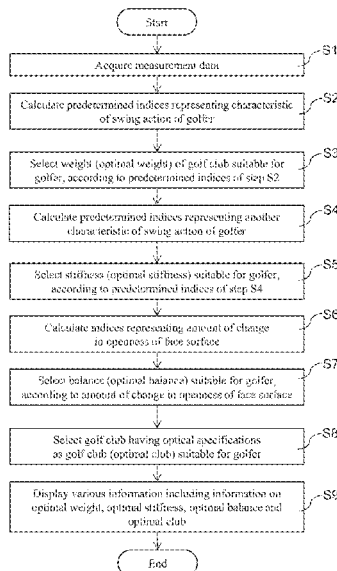 Start
S1
Acquire measurement data
S2
Calculate predetermined indices representing characteristic
of swing action of golfer
S3
Select weight (optimal weight) of golf club suitable for
golfer, according to predetermined indices of step S2
S4
Calculate predetermined indices representing another
characteristic of swing action of golfer
S5
Select stiffness (optimal stiffness) suitable for golfer,
according to predetermined indices of step S4
S6
Calculate indices representing amount of change
in openness of face surface
S7
Select balance (optimal balance) suitable for golfer,
according to amount of change in openness of face surface
S8
Select golf club having optical specifications
as golf club (optimal club) suitable for golfer
S9
Display various information including information on
optimal weight, optimal stiffness, optimal balance and
optimal club
End